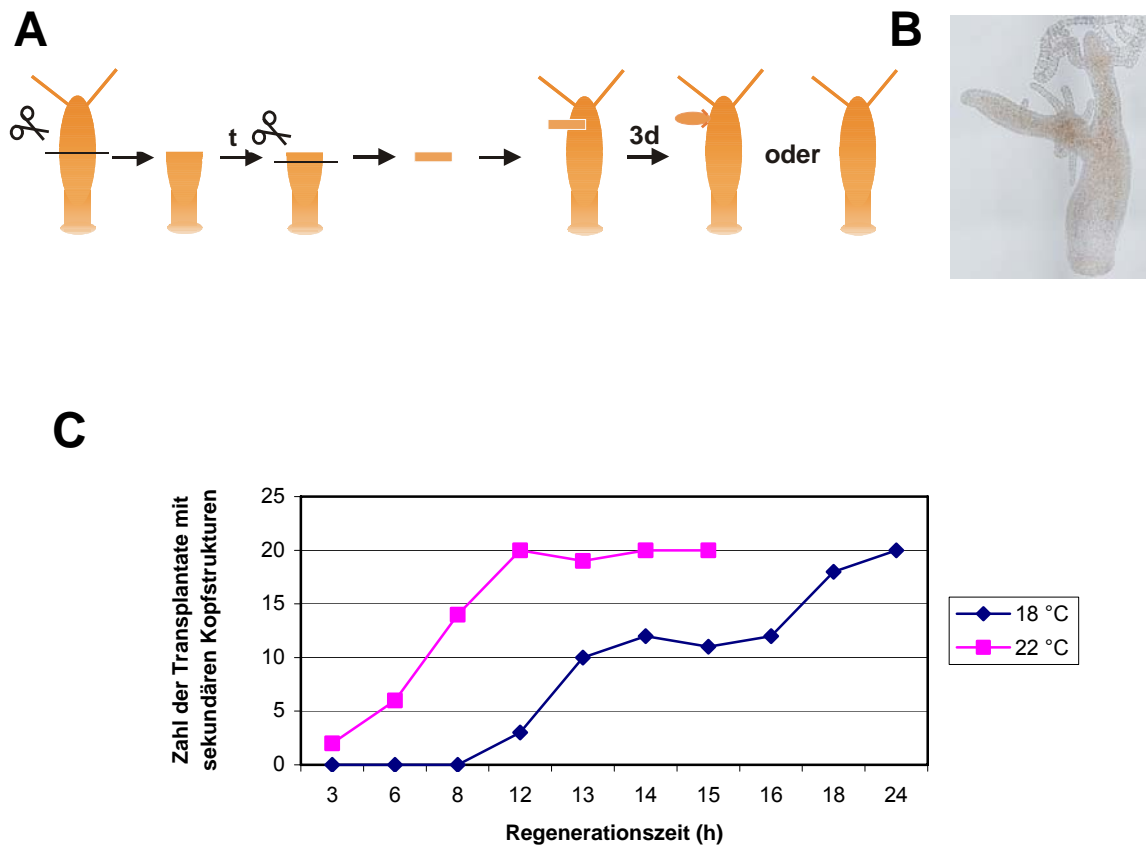 A
B
t
3d
oder
C
Zahl der Transplantate mit
sekundären Kopfstrukturen
25
20
15
10
5
0
3 6 8 12 13 14 15 16 18 24
Regenerationszeit (h)
18 °C
22 °C